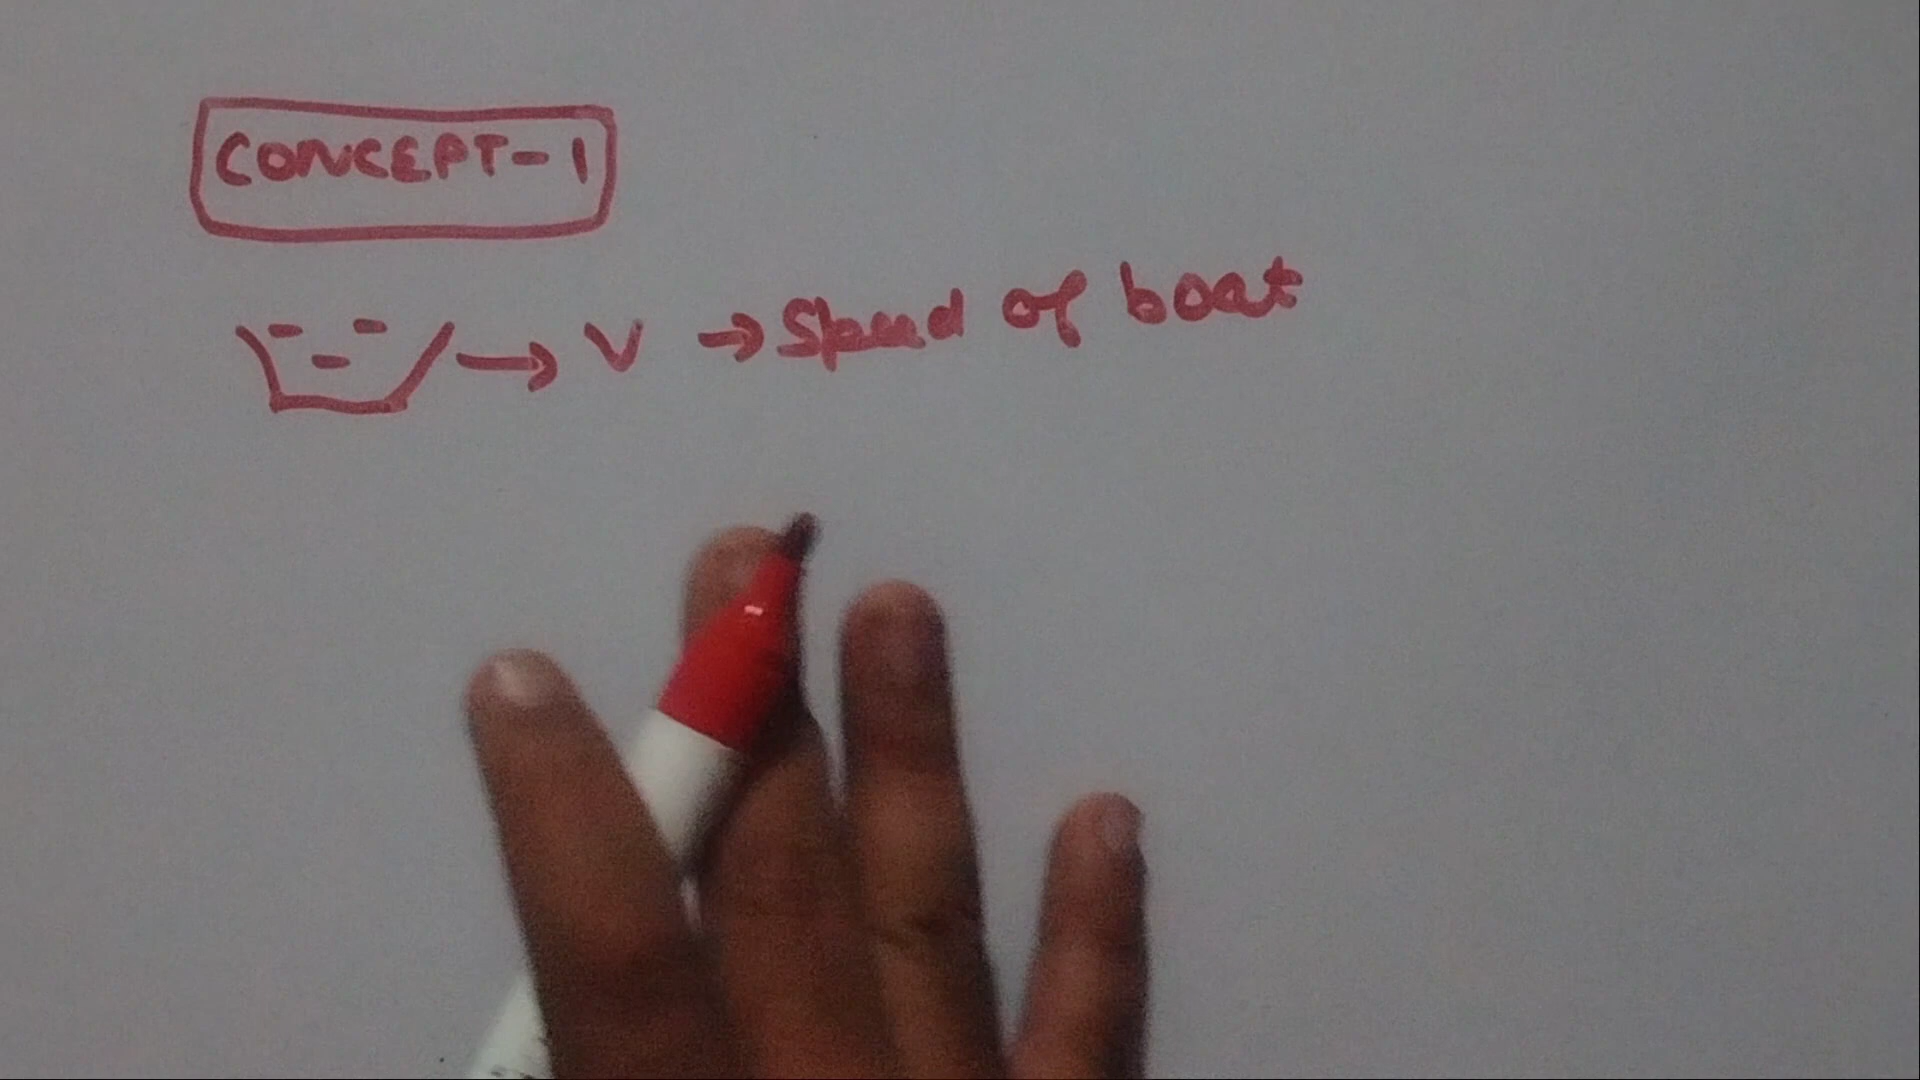 CONCEPT-1
→ V → Speed of boat